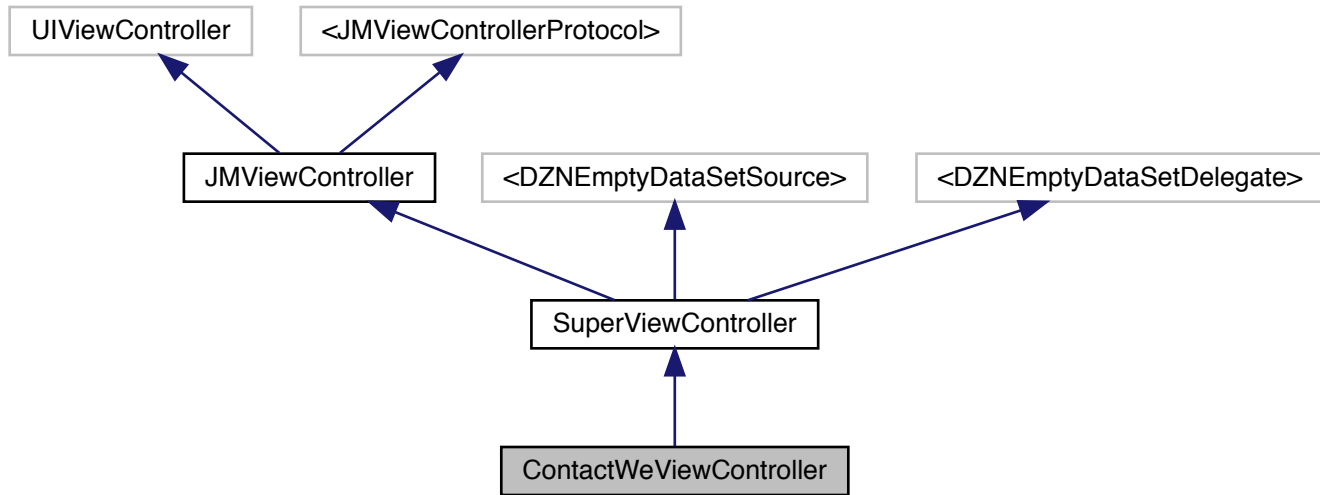 UIViewController
<JMViewControllerProtocol>
JMViewController
<DZNEmptyDataSetSource>
<DZNEmptyDataSetDelegate>
SuperViewController
ContactWeViewController